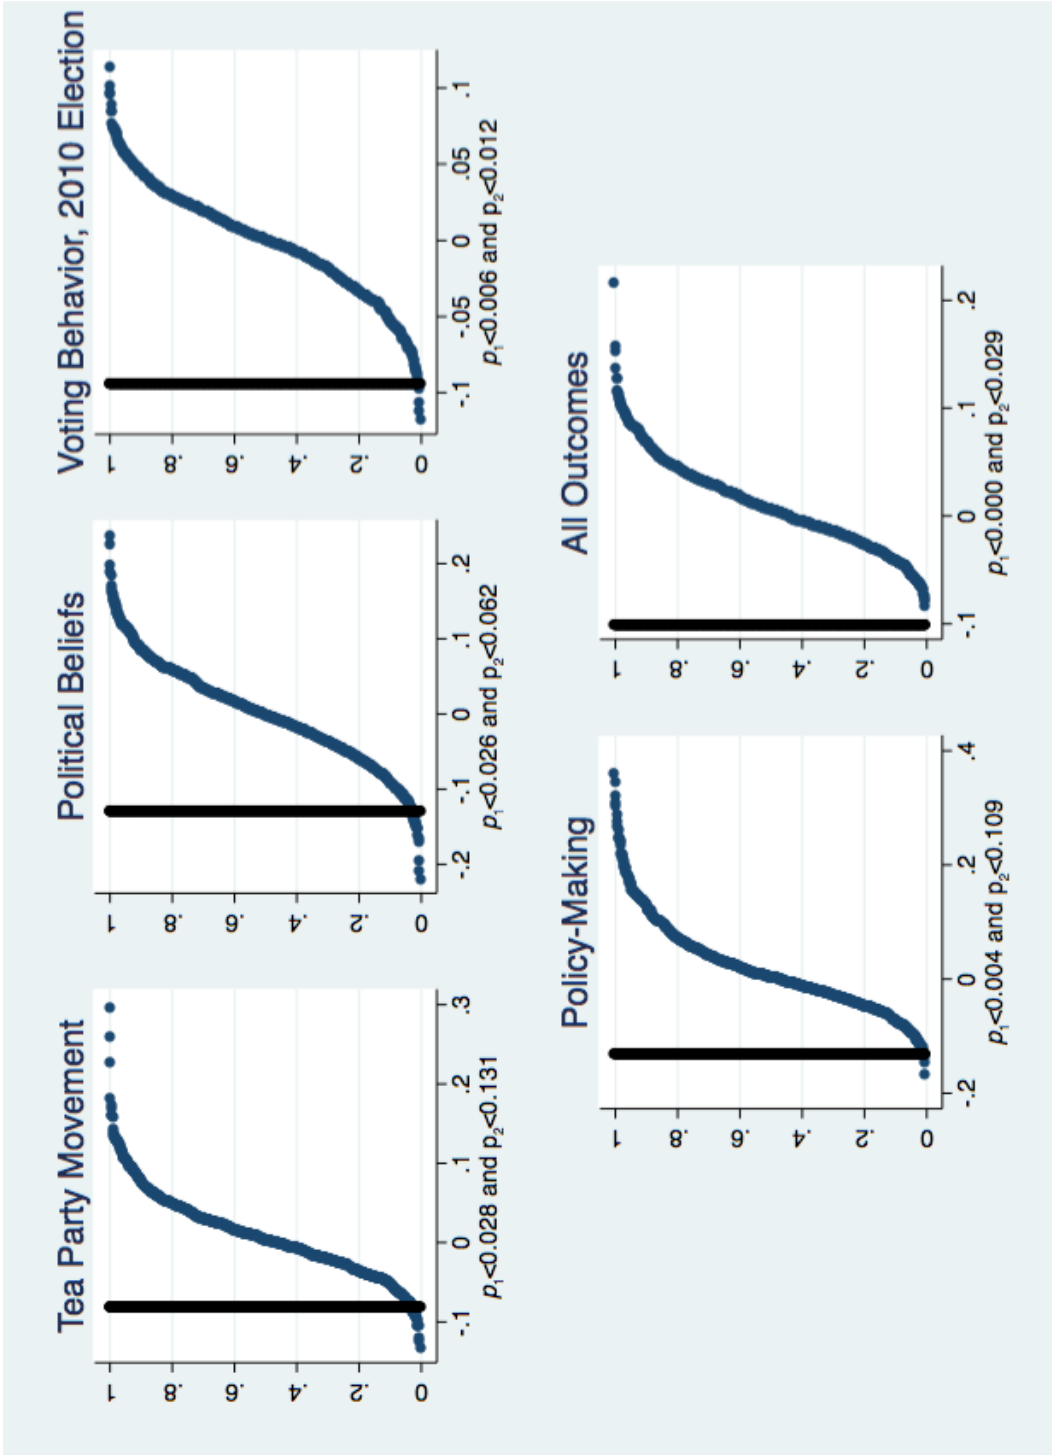 Tea Party Movement
1
.8
.6
.4
.2
0
-.1 0 .1 .2 .3
p₁<0.028 and p₂<0.131
Political Beliefs
1
.8
.6
.4
.2
0
-.2 -.1 0 .1 .2
p₁<0.026 and p₂<0.062
Voting Behavior, 2010 Election
1
.8
.6
.4
.2
0
-.1 -.05 0 .05 .1
p₁<0.006 and p₂<0.012
Policy-Making
1
.8
.6
.4
.2
0
-.2 0 .2 .4
p₁<0.004 and p₂<0.109
All Outcomes
1
.8
.6
.4
.2
0
-.1 0 .1 .2
p₁<0.000 and p₂<0.029